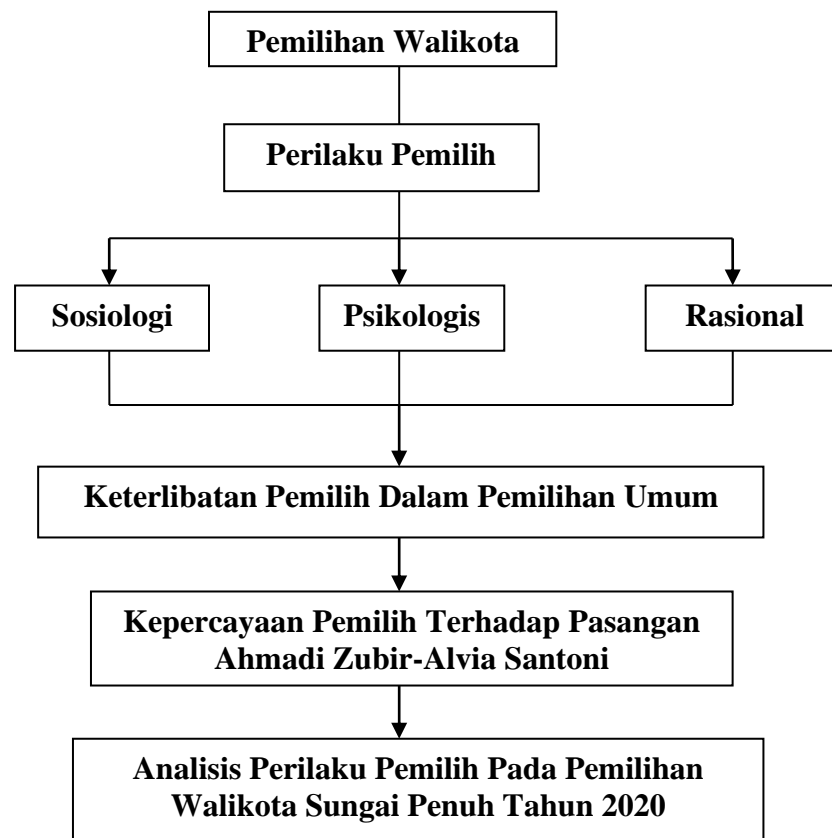 Pemilihan Walikota
Perilaku Pemilih
Sosiologi
Psikologis
Rasional
Keterlibatan Pemilih Dalam Pemilihan Umum
Kepercayaan Pemilih Terhadap Pasangan
Ahmadi Zubir-Alvia Santoni
Analisis Perilaku Pemilih Pada Pemilihan
Walikota Sungai Penuh Tahun 2020